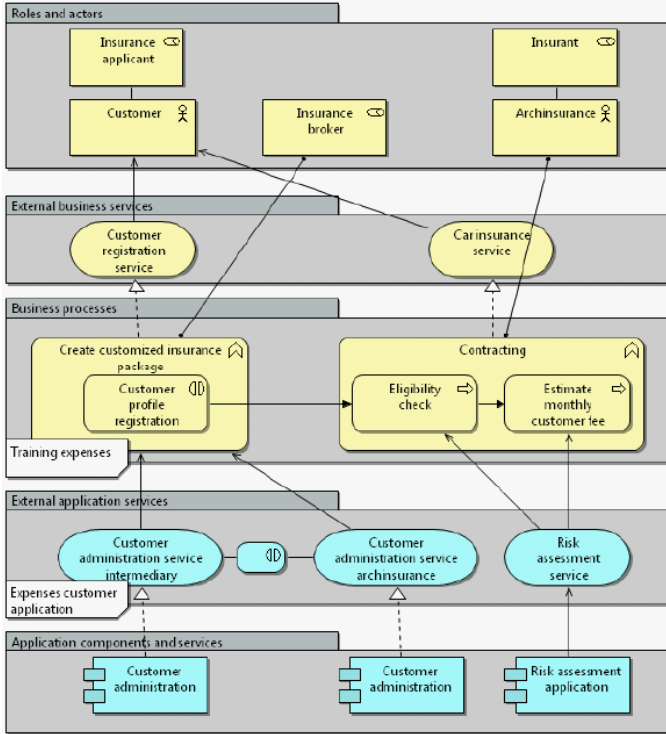 Roles and actors
Insurance
applicant
Insurant
Customer
Insurance
broker
Archinsurance
External business services
Customer
registration
service
Car insurance
service
Business processes
Create customized insurance
package
Contracting
Customer
profile
registration
Eligibility
check
Estimate
monthly
customer fee
Training expenses
External application services
Customer
administration service
intermediary
Customer
administration service
archinsurance
Risk
assessment
service
Expenses customer
application
Application components and services
Customer
administration
Customer
administration
Risk assessment
application